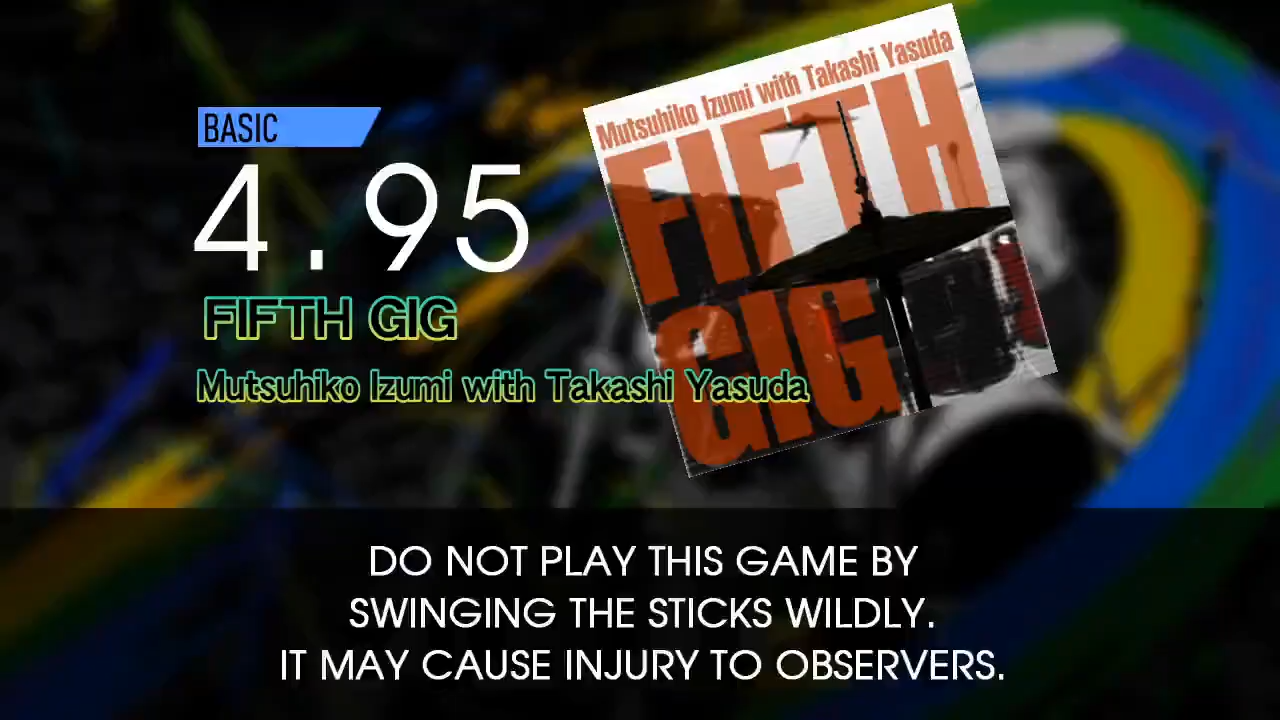 BASIC
4.95
FIFTH GIG
Mutsuhiko Izumi with Takashi Yasuda
Mutsuhiko Izumi with Takashi Yasuda
FIFTH
GIG
DO NOT PLAY THIS GAME BY
SWINGING THE STICKS WILDLY.
IT MAY CAUSE INJURY TO OBSERVERS.